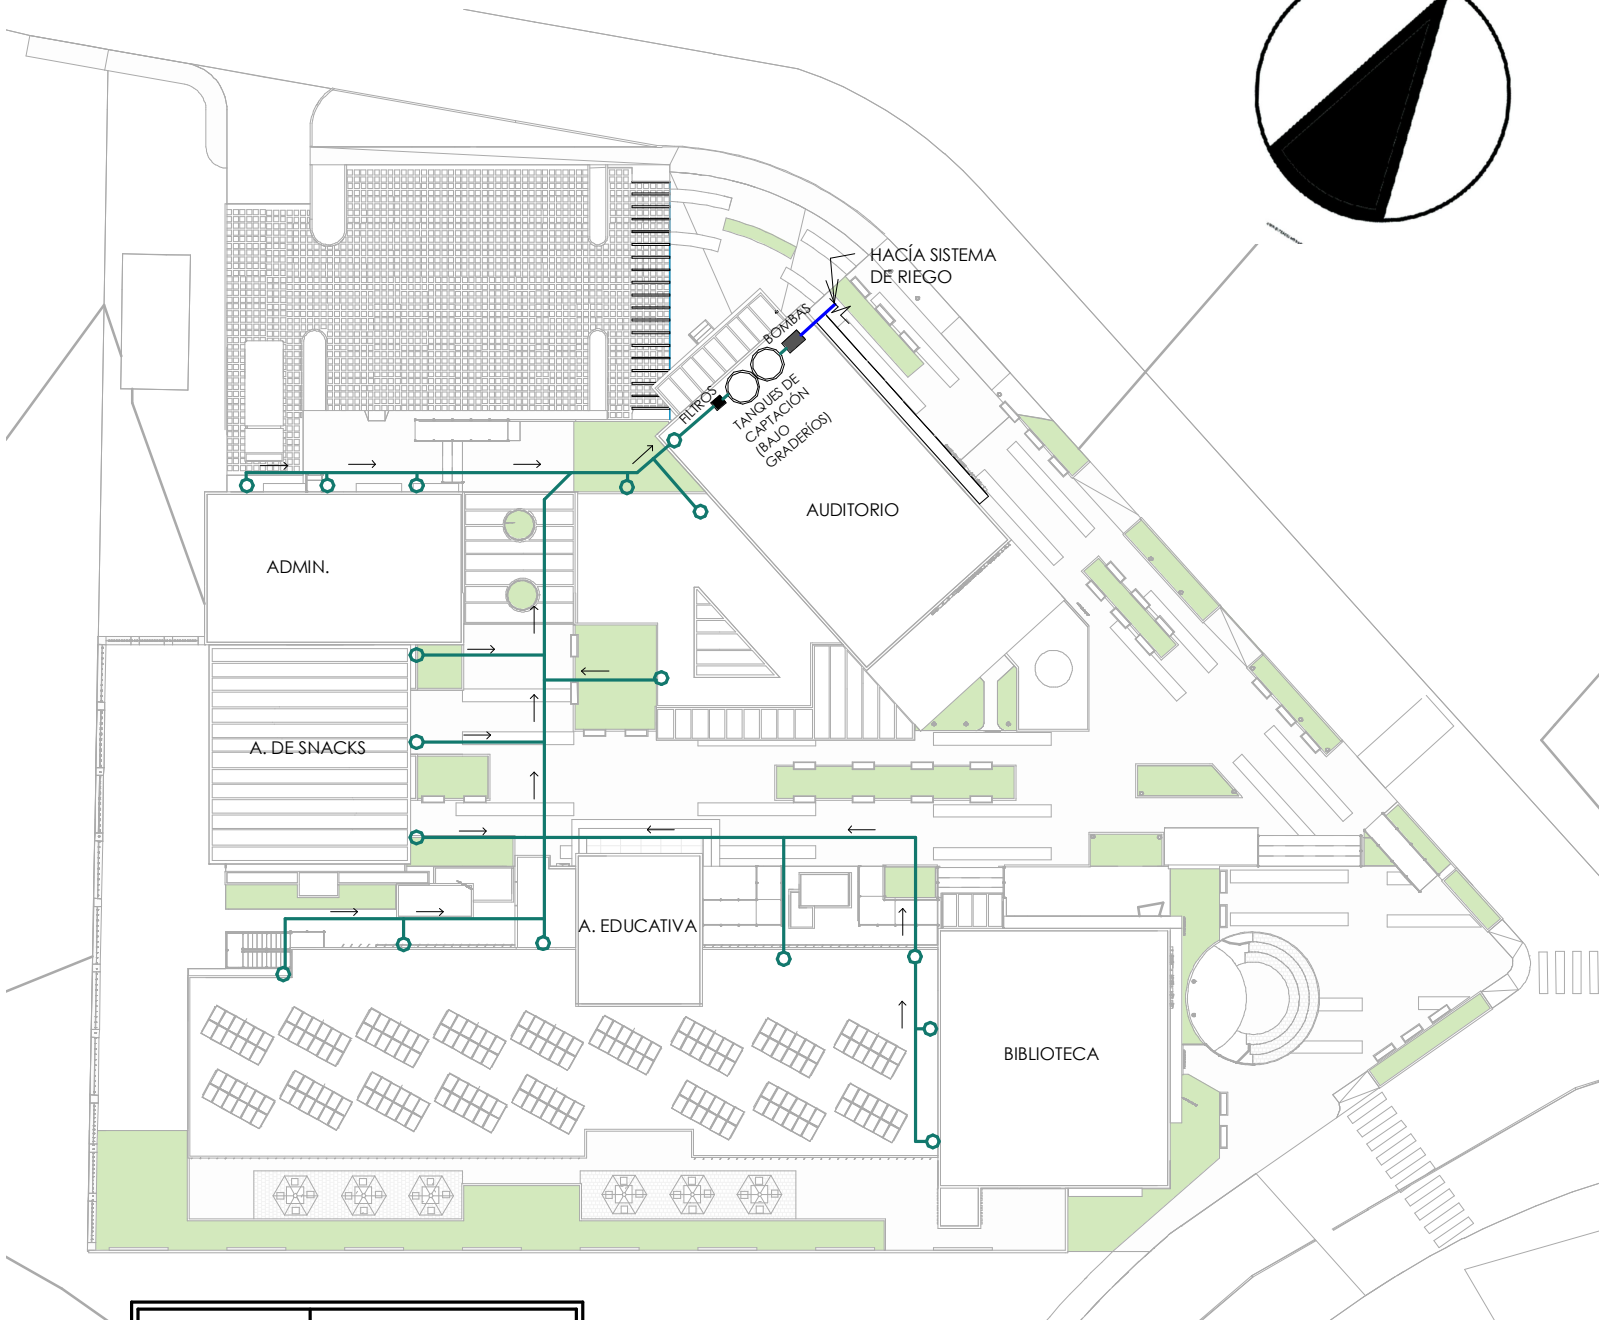 HACÍA SISTEMA
DE RIEGO
BOMBAS
FILTROS
TANQUES DE
CAPTACIÓN
(BAJO
GRADERÍOS)
AUDITORIO
ADMIN.
A. DE SNACKS
A. EDUCATIVA
BIBLIOTECA